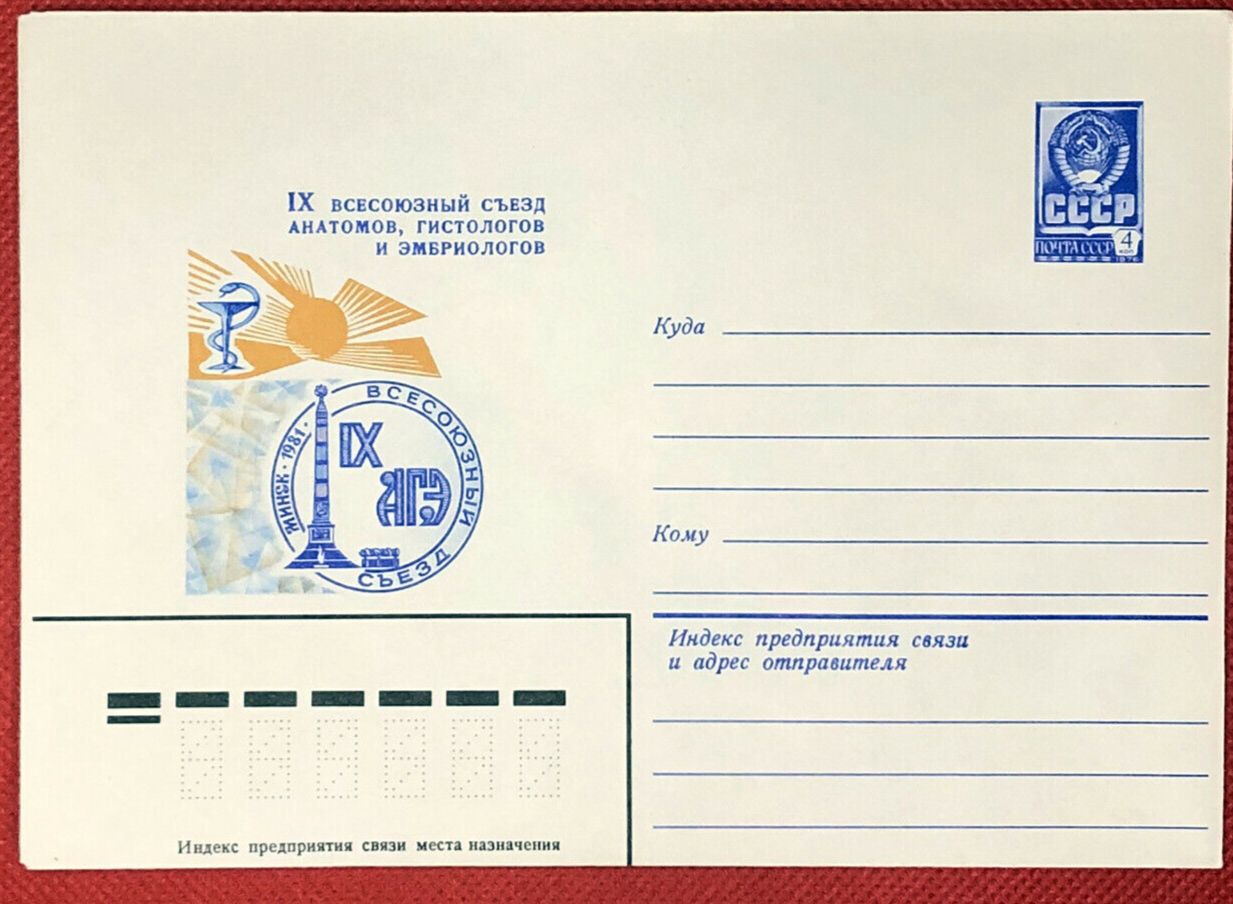 IX ВСЕСОЮЗНЫЙ СЪЕЗД
АНАТОМОВ, ГИСТОЛОГОВ
И ЭМБРИОЛОГОВ
СССР
ПОЧТА СССР 4
КОП
1976
МИНСК · 1981 · ВСЕСОЮЗНЫЙ
СЪЕЗД
IX
АГЭ
Куда
Кому
Индекс предприятия связи
и адрес отправителя
Индекс предприятия связи места назначения